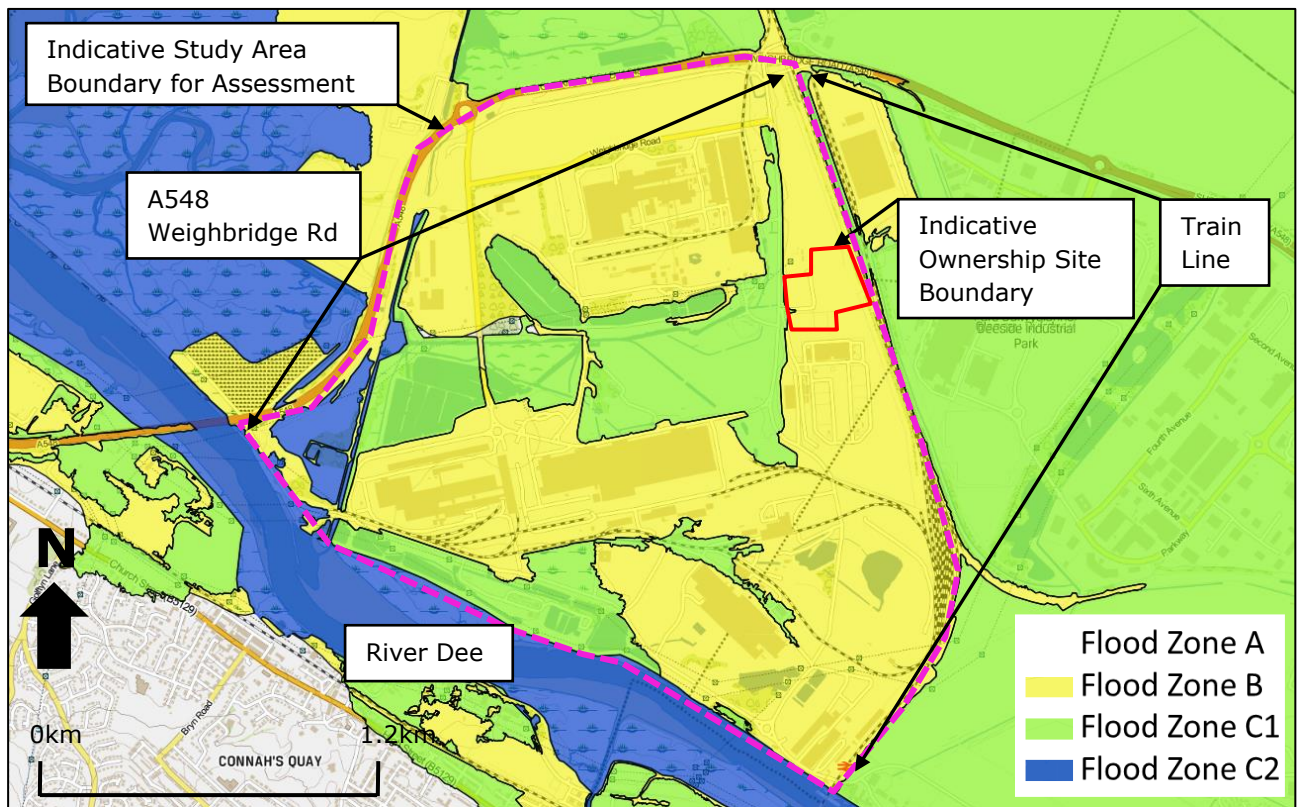 Indicative Study Area
Boundary for Assessment
A548
Weighbridge Rd
Indicative
Ownership Site
Boundary
Train
Line
Weighbridge Road
Industrial
Park
Second Avenue
Fourth Avenue
Sixth Avenue
Parkway
N
Church Street (B5129)
Bryn Road
CONNAH'S QUAY
River Dee
0km
1.2km
Flood Zone A
Flood Zone B
Flood Zone C1
Flood Zone C2